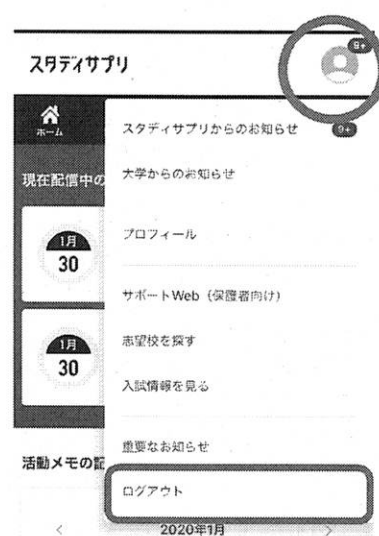 スタディサプリ
9+
ホーム
スタディサプリからのお知らせ 9+
現在配信中の
大学からのお知らせ
1月
30
プロフィール
サポートWeb（保護者向け）
1月
30
志望校を探す
入試情報を見る
重要なお知らせ
活動メモの記
ログアウト
< 2020年1月 >